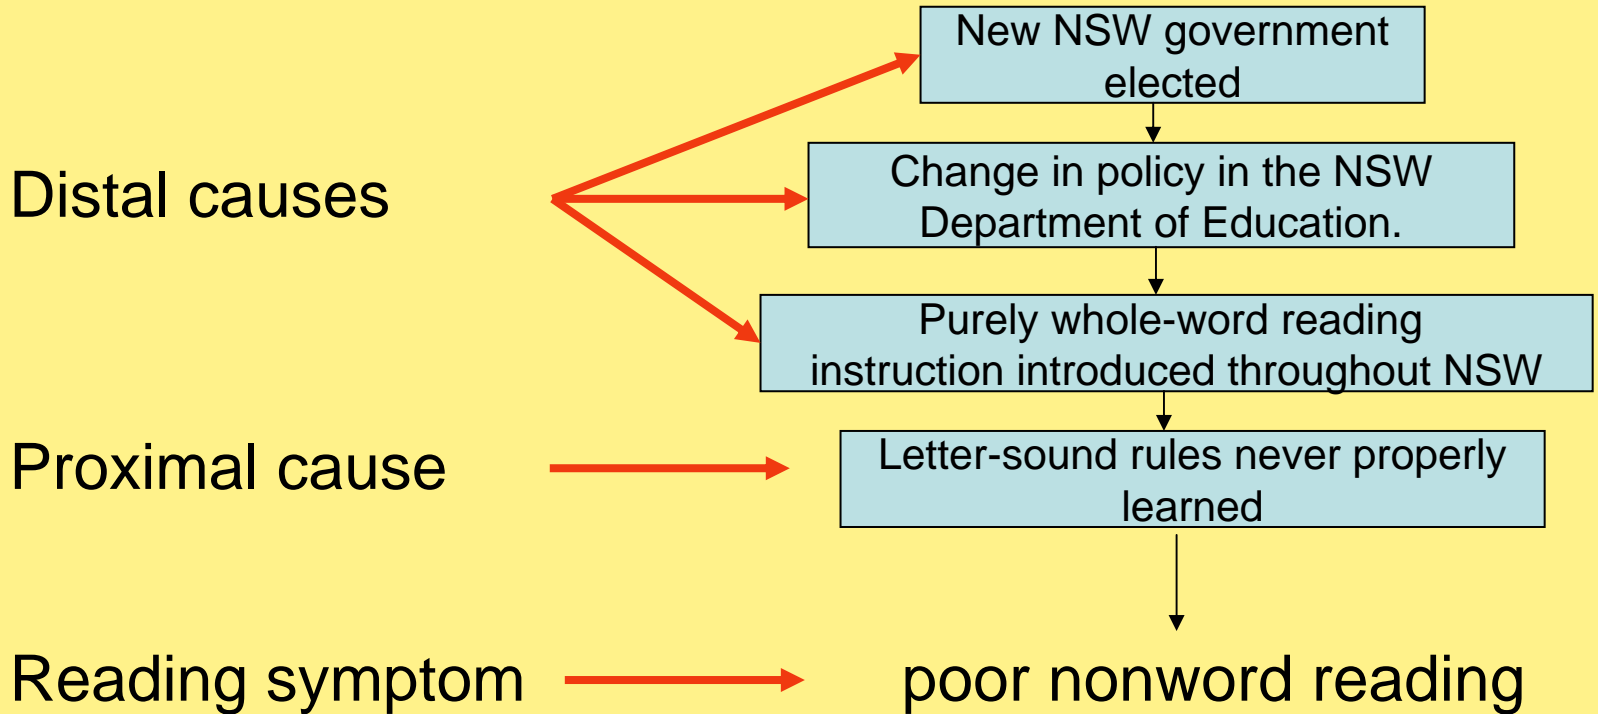 New NSW government
elected
Distal causes
Change in policy in the NSW
Department of Education.
Purely whole-word reading
instruction introduced throughout NSW
Proximal cause
Letter-sound rules never properly
learned
Reading symptom
poor nonword reading